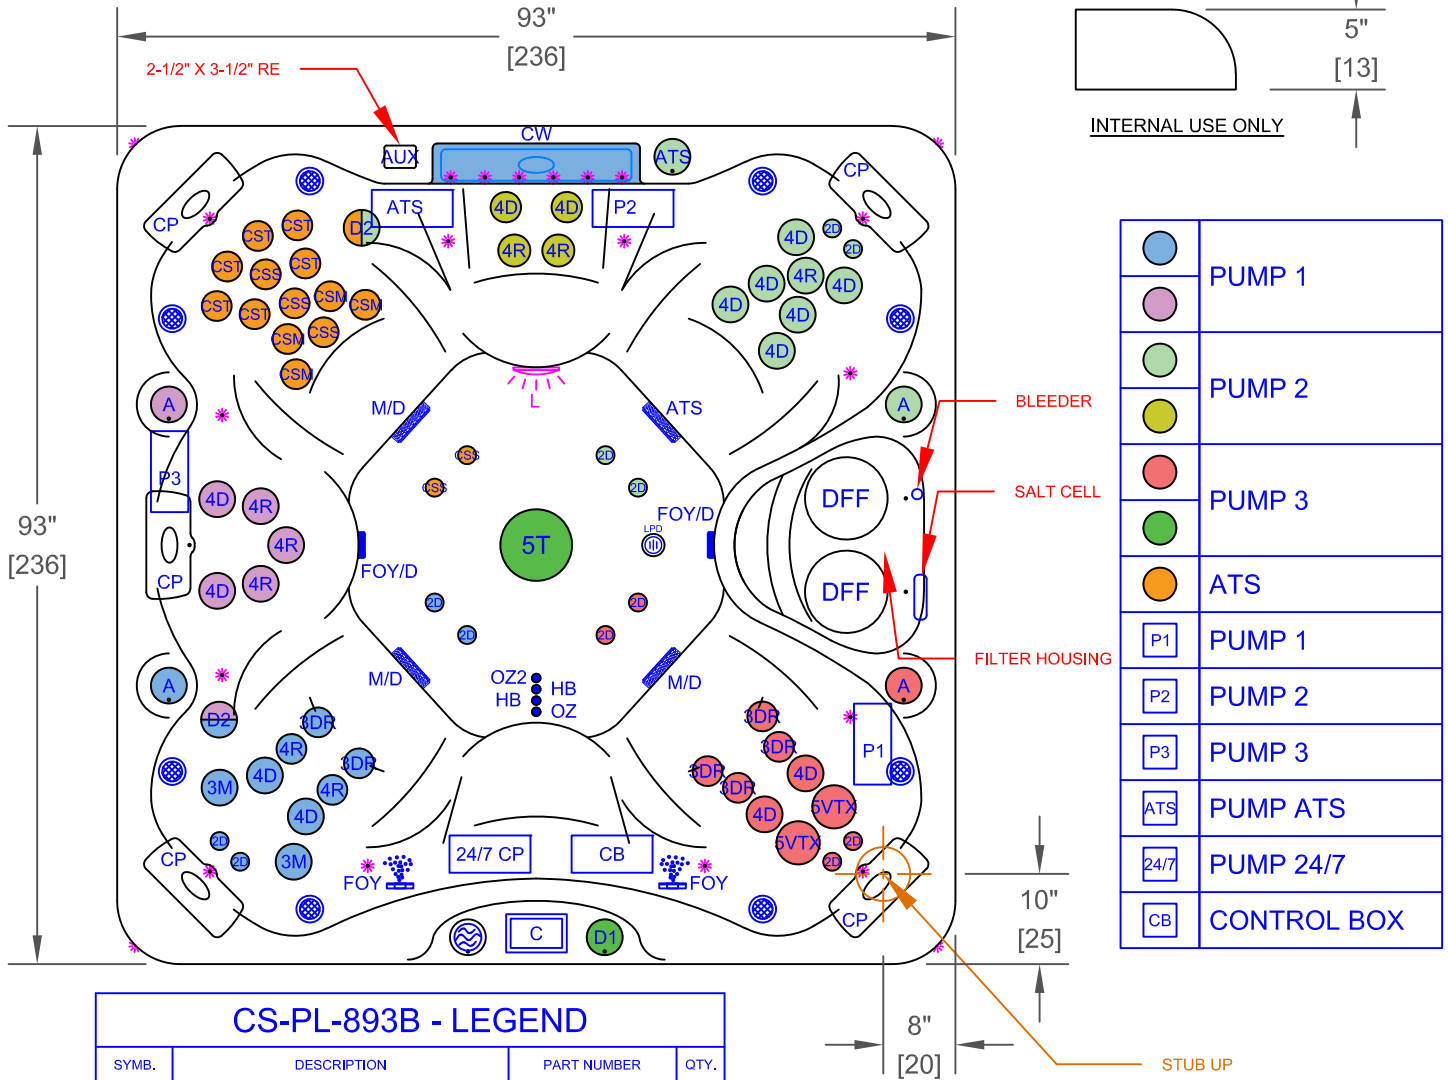 93"
[236]
5"
[13]
INTERNAL USE ONLY
2-1/2" X 3-1/2" RE
CW
AUX
ATS
CP
CP
ATS
4D
4D
P2
D2
4R
4R
CST
CST
CST
CSS
CST
CST
CST
CSS
CSM
CSM
CSM
CSS
CSM
4D
2D
2D
4D
4R
4D
4D
4D
4D
PUMP 1
PUMP 2
PUMP 3
ATS
P1 PUMP 1
P2 PUMP 2
P3 PUMP 3
ATS PUMP ATS
24/7 PUMP 24/7
CB CONTROL BOX
L
A
M/D
ATS
A
BLEEDER
CSS
CSS
2D
2D
P3
4D
4R
4R
4D
4R
CP
93"
[236]
FOY/D
5T
LPD
FOY/D
DFF
DFF
SALT CELL
FILTER HOUSING
2D
2D
2D
2D
M/D
M/D
OZ2
HB
HB
OZ
A
A
D2
3DR
4R
3DR
4D
3M
4R
4D
2D
2D
3M
3DR
3DR
3DR
4D
3DR
4D
5VTX
5VTX
2D
2D
P1
CP
CP
24/7 CP
CB
FOY
FOY
C
D1
10"
[25]
8"
[20]
STUB UP
CS-PL-893B - LEGEND
SYMB. DESCRIPTION PART NUMBER QTY.